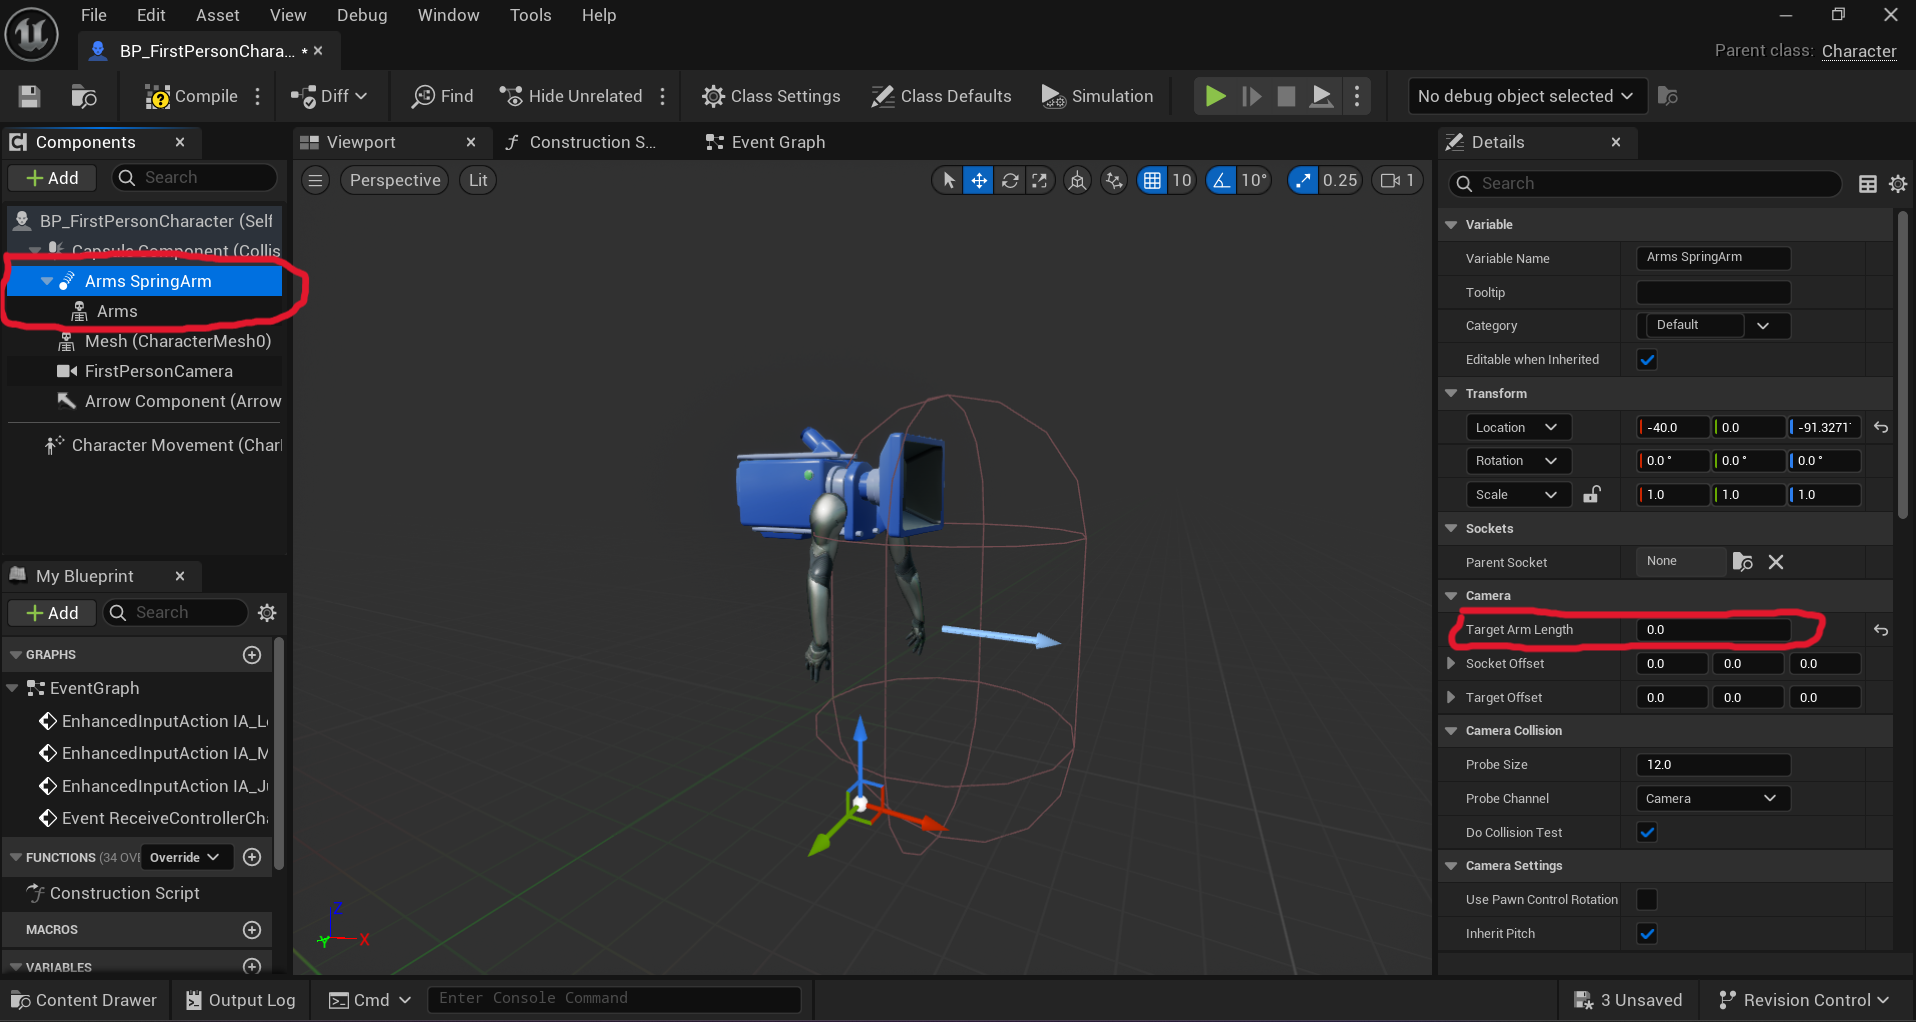 File Edit Asset View Debug Window Tools Help
BP_FirstPersonChara... *
Parent class: Character
Compile
Diff
Find
Hide Unrelated
Class Settings
Class Defaults
Simulation
No debug object selected
Components
Add
Search
BP_FirstPersonCharacter (Self
Capsule Component (Collis
Arms SpringArm
Arms
Mesh (CharacterMesh0)
FirstPersonCamera
Arrow Component (Arrow
Character Movement (Char
My Blueprint
Add
Search
GRAPHS
EventGraph
EnhancedInputAction IA_L
EnhancedInputAction IA_M
EnhancedInputAction IA_J
Event ReceiveControllerCha
FUNCTIONS (34 OVE Override
Construction Script
MACROS
VARIABLES
Viewport
Construction S...
Event Graph
Perspective
Lit
10
10°
0.25
1
Z
Y
X
Details
Search
Variable
Variable Name Arms SpringArm
Tooltip
Category Default
Editable when Inherited
Transform
Location -40.0 0.0 -91.3271
Rotation 0.0 ° 0.0 ° 0.0 °
Scale 1.0 1.0 1.0
Sockets
Parent Socket None
Camera
Target Arm Length 0.0
Socket Offset 0.0 0.0 0.0
Target Offset 0.0 0.0 0.0
Camera Collision
Probe Size 12.0
Probe Channel Camera
Do Collision Test
Camera Settings
Use Pawn Control Rotation
Inherit Pitch
Content Drawer
Output Log
Cmd
Enter Console Command
3 Unsaved
Revision Control